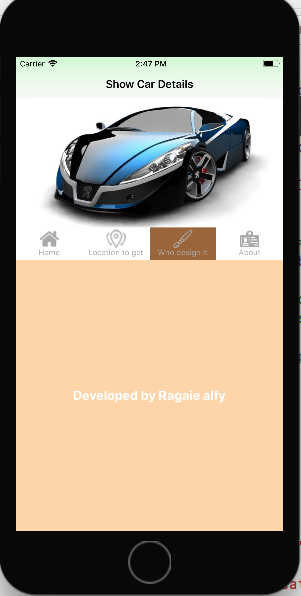 Carrier 2:47 PM
Show Car Details
Home Location to get Who design it About
Developed by Ragaie alfy